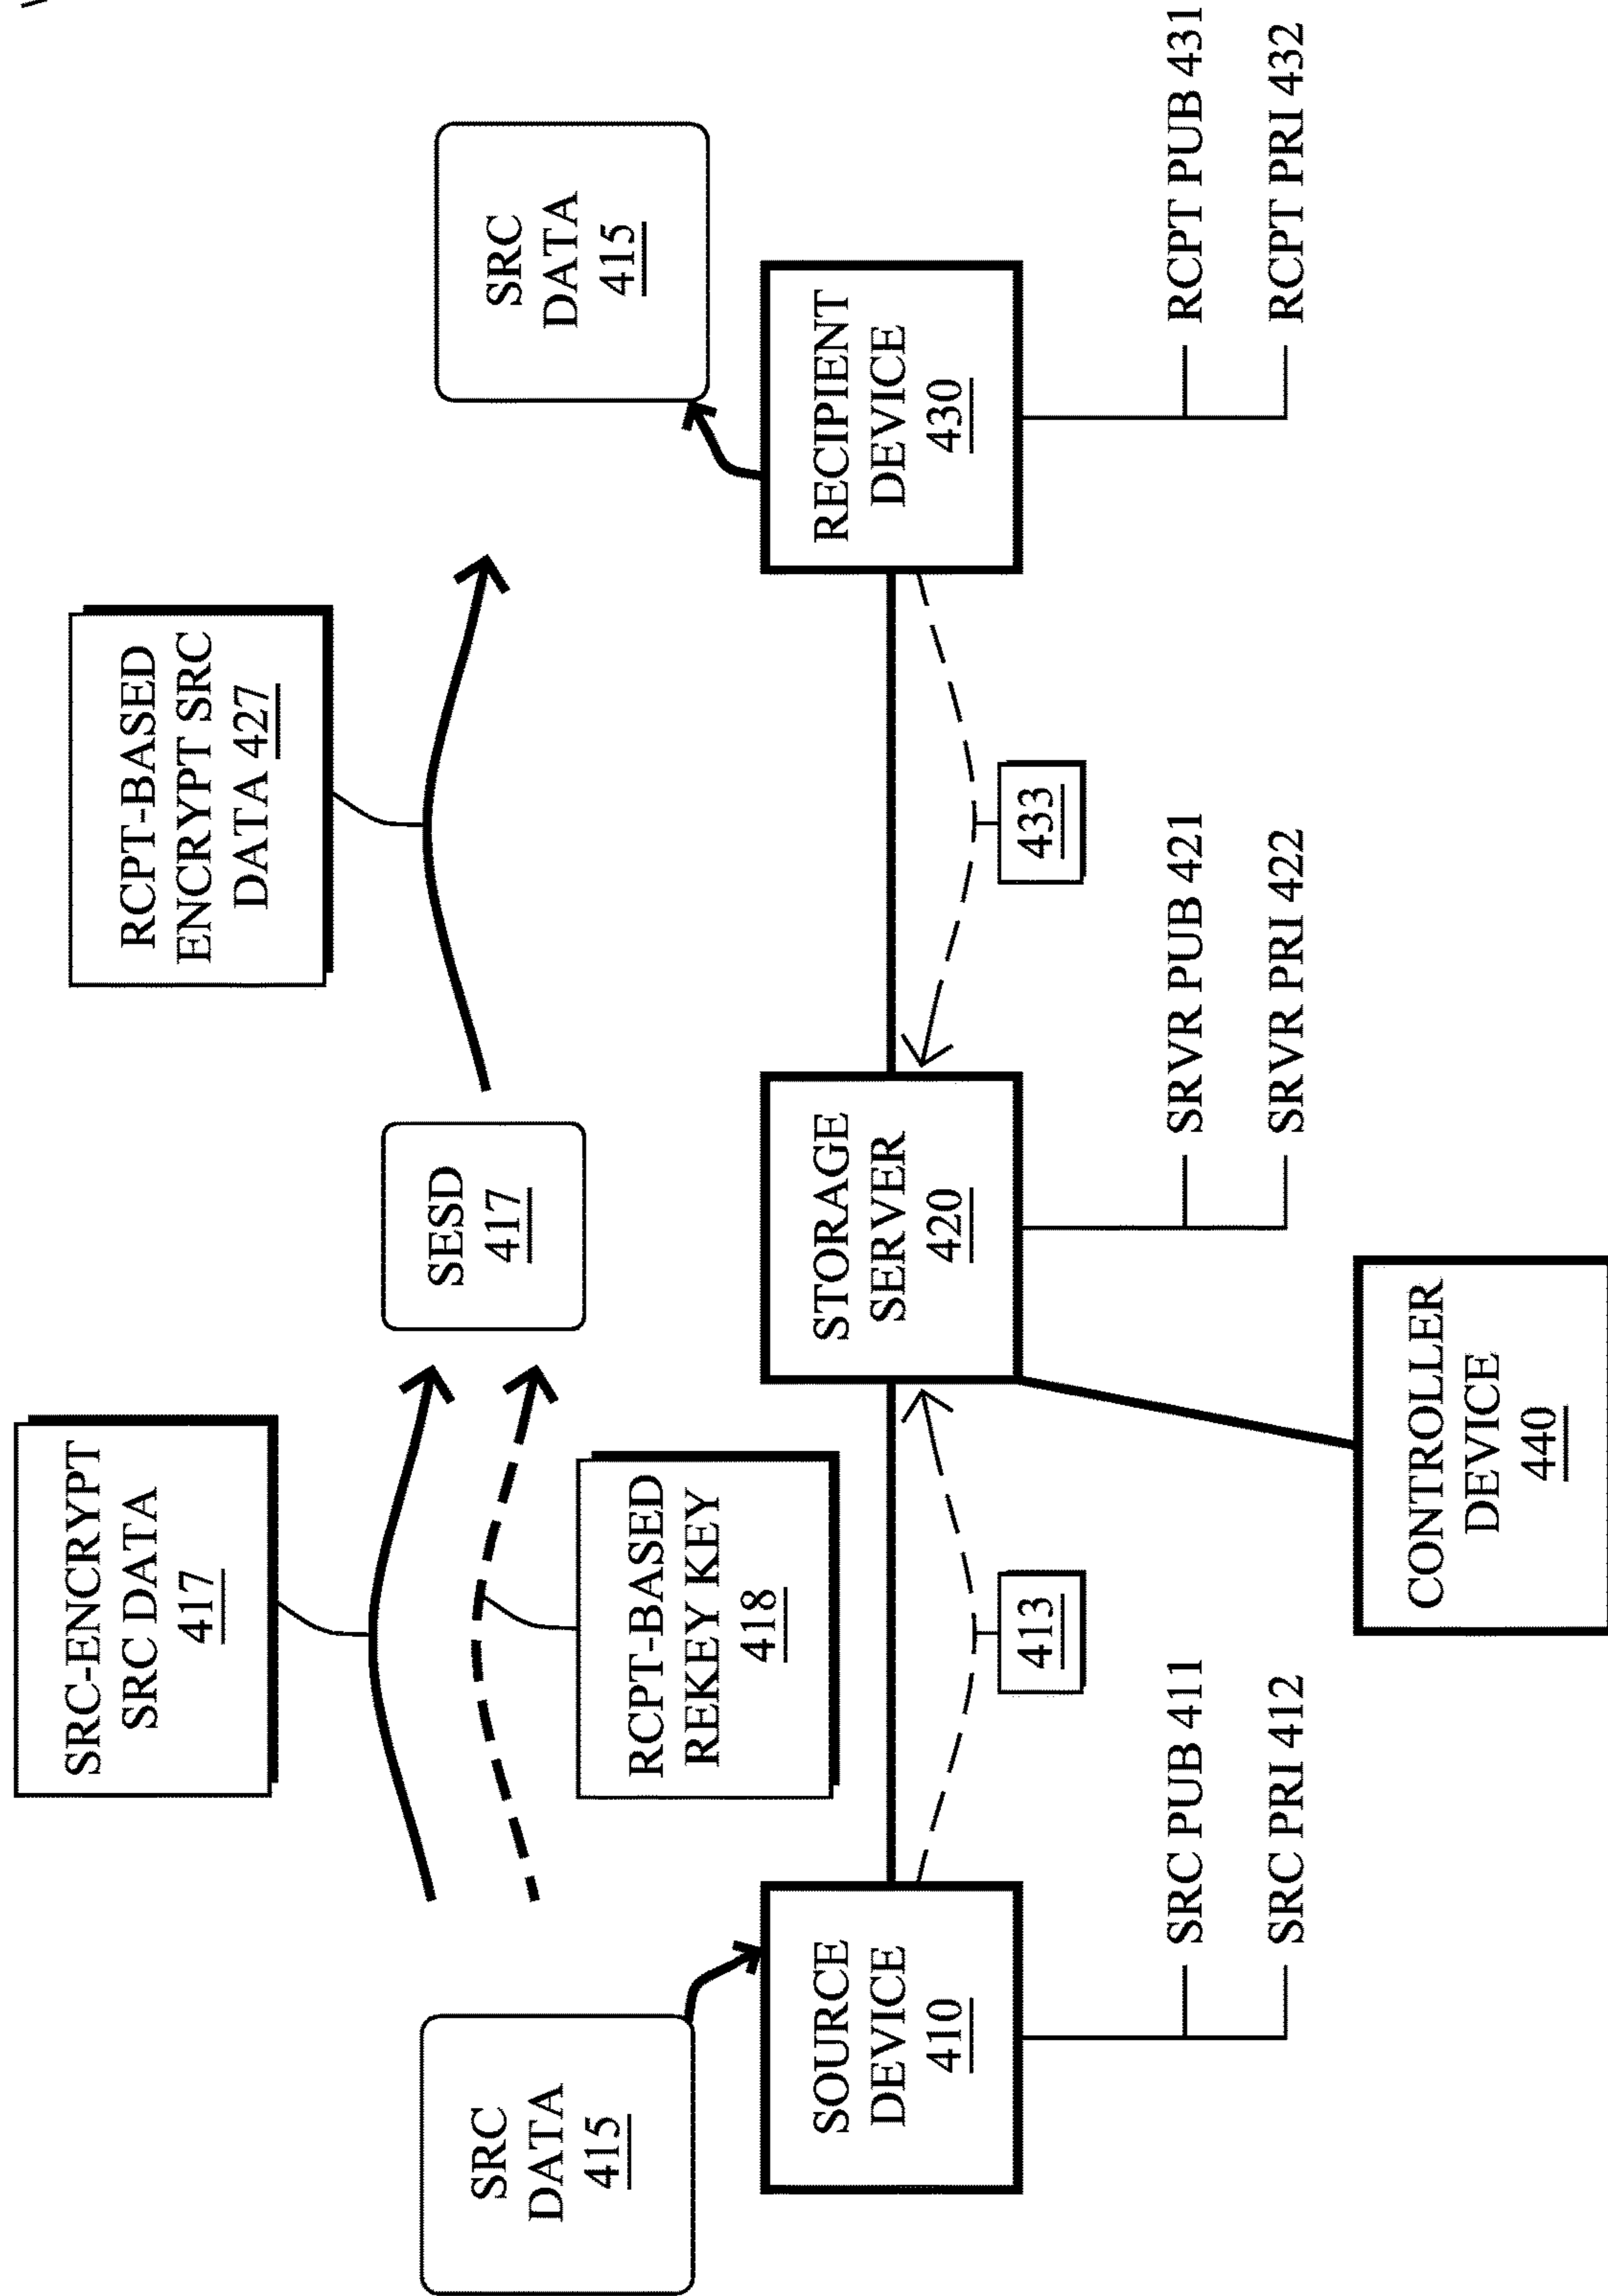 SRC-ENCRYPT
SRC DATA
417
RCPT-BASED
ENCRYPT SRC
DATA 427
SRC
DATA
415
SESD
417
SRC
DATA
415
RCPT-BASED
REKEY KEY
418
SOURCE
DEVICE
410
STORAGE
SERVER
420
RECIPIENT
DEVICE
430
413
433
SRC PUB 411
SRC PRI 412
SRVR PUB 421
SRVR PRI 422
RCPT PUB 431
RCPT PRI 432
CONTROLLER
DEVICE
440